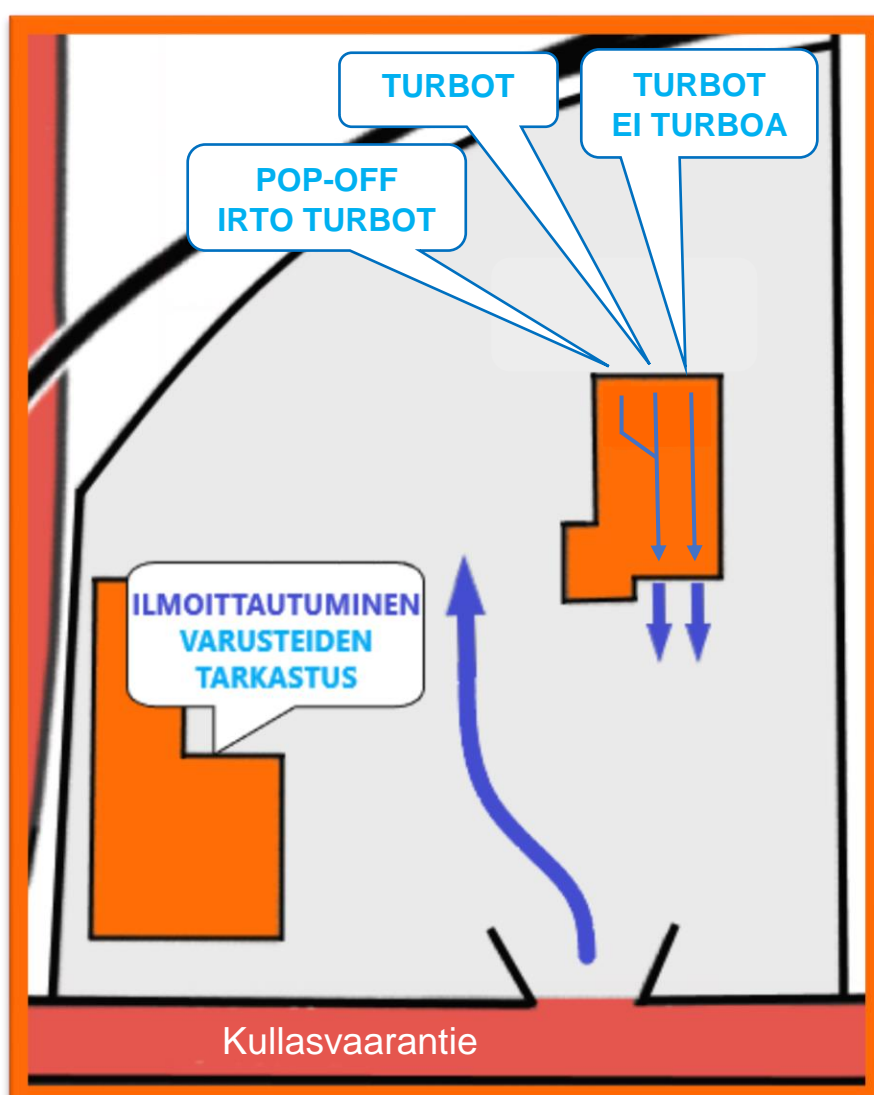 TURBOT
TURBOT
EI TURBOA
POP-OFF
IRTO TURBOT
ILMOITTAUTUMINEN
VARUSTEIDEN
TARKASTUS
Kullasvaarantie